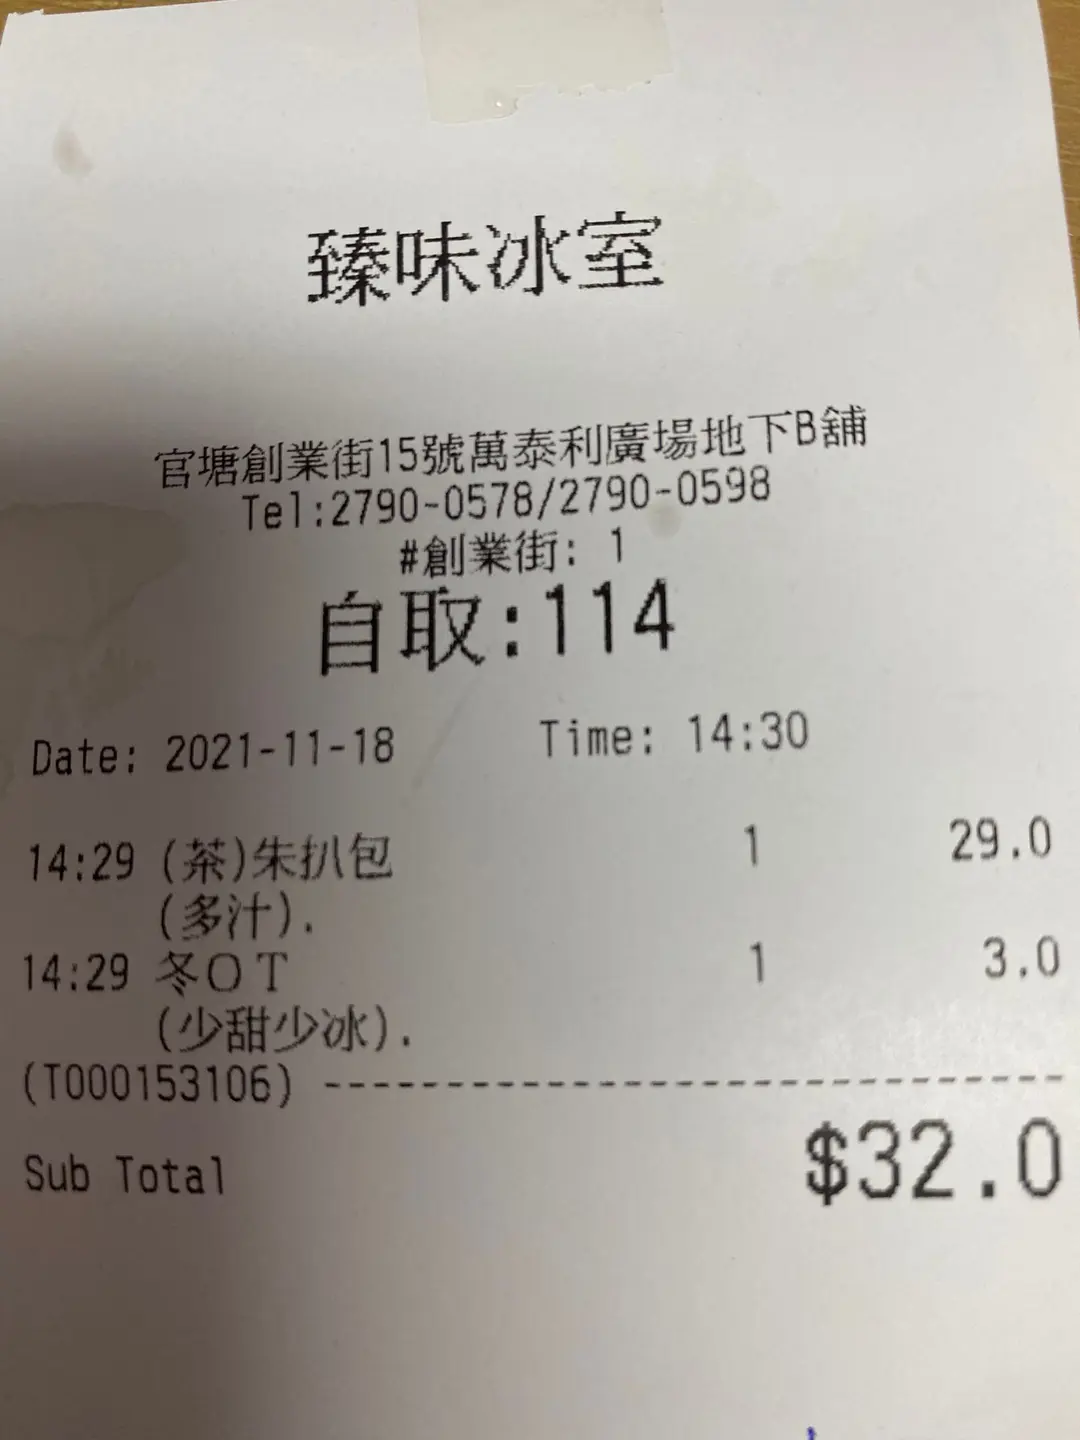 臻味冰室
官塘創業街15號萬泰利廣場地下B舖
Tel:2790-0578/2790-0598
#創業街: 1
自取:114
Date: 2021-11-18 Time: 14:30
14:29 (茶)朱扒包 1 29.0
(多汁).
14:29 冬OT 1 3.0
(少甜少冰).
(T000153106) ------------------------------------
Sub Total $32.0